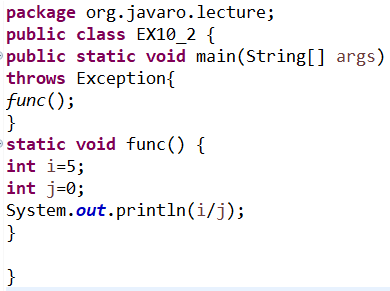 package org.javaro.lecture;
public class EX10_2 {
public static void main(String[] args)
throws Exception{
func();
}
static void func() {
int i=5;
int j=0;
System.out.println(i/j);
}
}